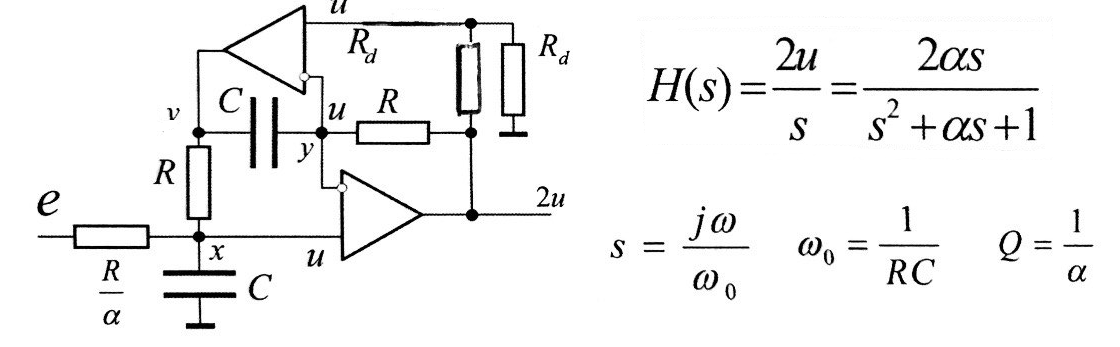 u
R_d
R_d
C
u
R
v
y
R
2u
e
x
u
R/α
C
H(s) = 2u/s = 2αs/(s² + αs + 1)
s = jω/ω₀ ω₀ = 1/RC Q = 1/α